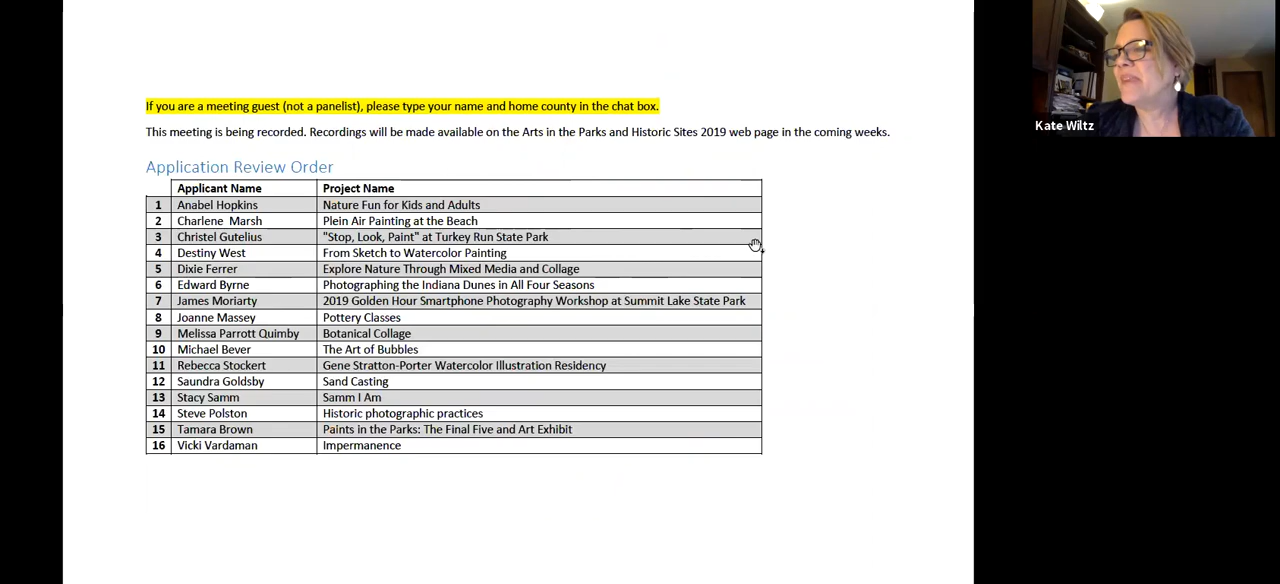 If you are a meeting guest (not a panelist), please type your name and home county in the chat box.
This meeting is being recorded. Recordings will be made available on the Arts in the Parks and Historic Sites 2019 web page in the coming weeks.
Application Review Order
Applicant Name Project Name
1 Anabel Hopkins Nature Fun for Kids and Adults
2 Charlene Marsh Plein Air Painting at the Beach
3 Christel Gutelius "Stop, Look, Paint" at Turkey Run State Park
4 Destiny West From Sketch to Watercolor Painting
5 Dixie Ferrer Explore Nature Through Mixed Media and Collage
6 Edward Byrne Photographing the Indiana Dunes in All Four Seasons
7 James Moriarty 2019 Golden Hour Smartphone Photography Workshop at Summit Lake State Park
8 Joanne Massey Pottery Classes
9 Melissa Parrott Quimby Botanical Collage
10 Michael Bever The Art of Bubbles
11 Rebecca Stockert Gene Stratton-Porter Watercolor Illustration Residency
12 Saundra Goldsby Sand Casting
13 Stacy Samm Samm I Am
14 Steve Polston Historic photographic practices
15 Tamara Brown Paints in the Parks: The Final Five and Art Exhibit
16 Vicki Vardaman Impermanence
Kate Wiltz